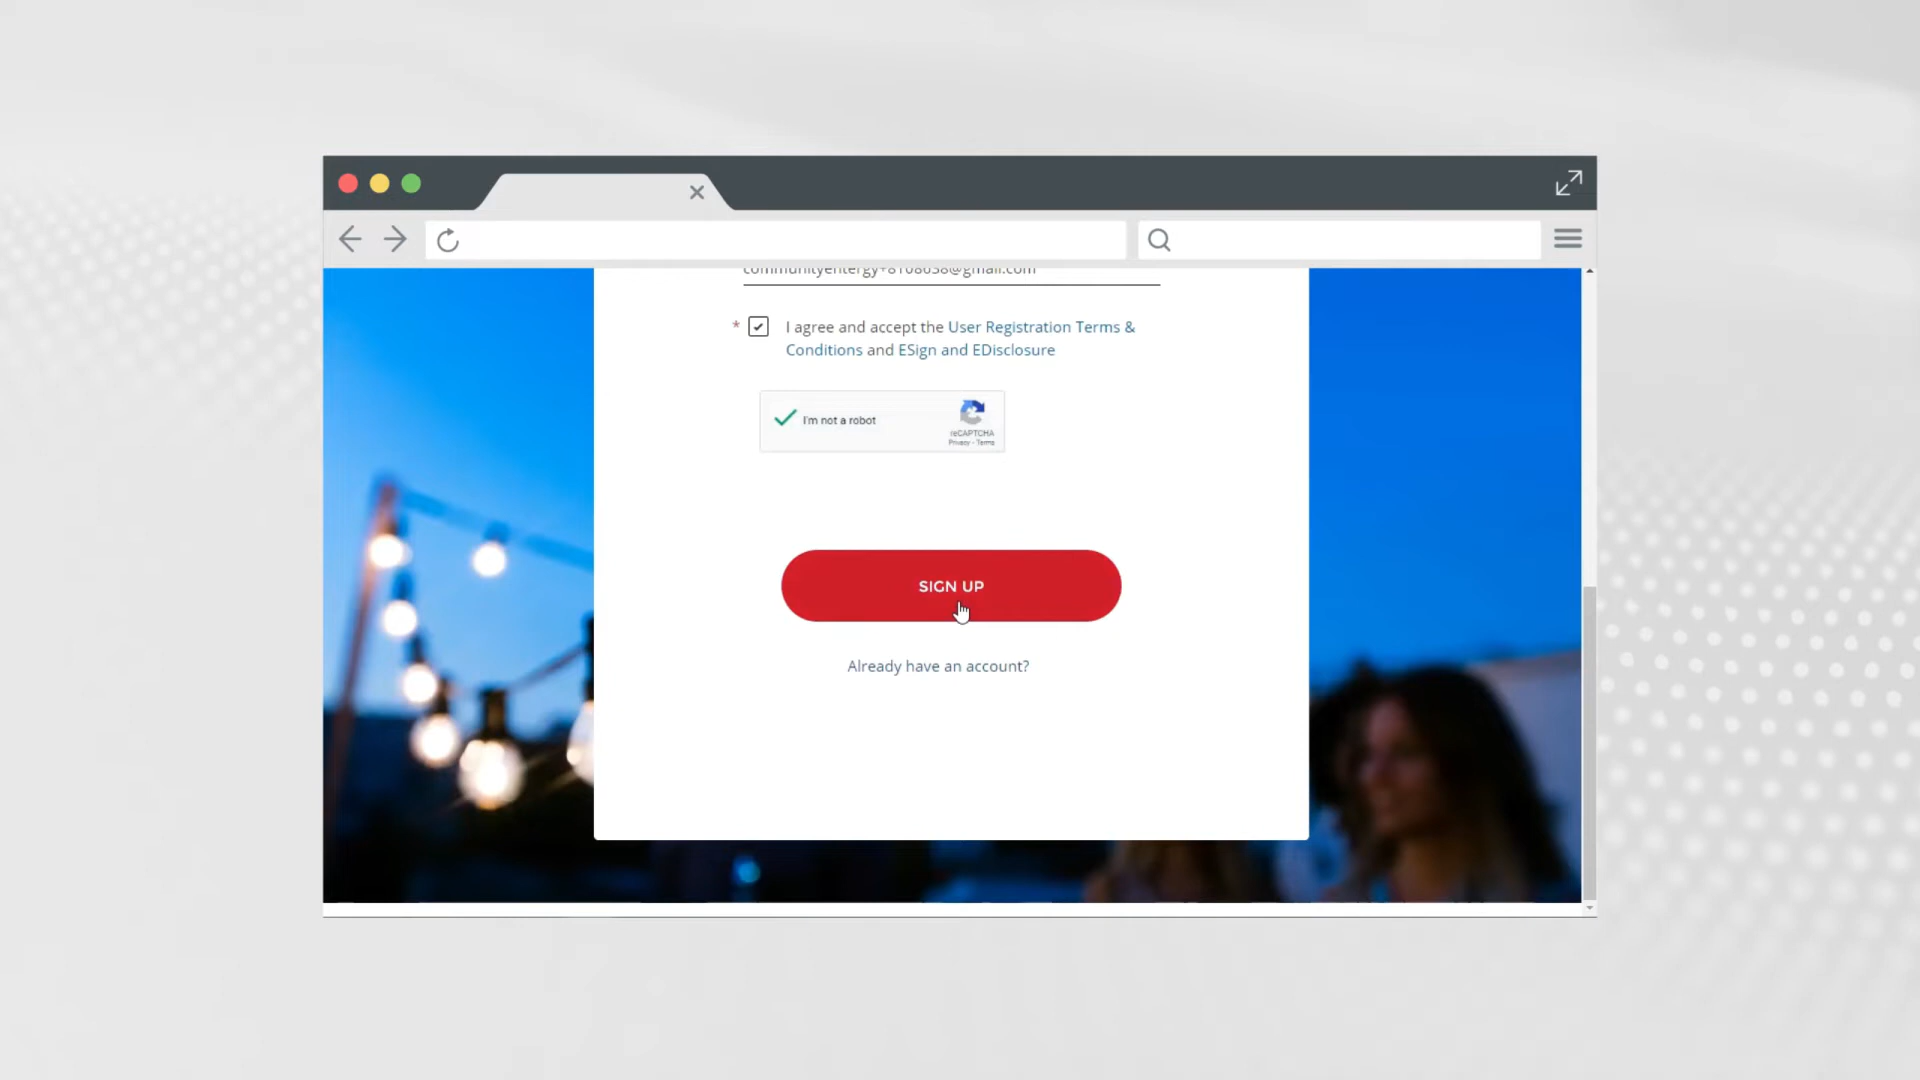 I agree and accept the User Registration Terms &
Conditions and ESign and EDisclosure
I'm not a robot
reCAPTCHA
Privacy - Terms
SIGN UP
Already have an account?